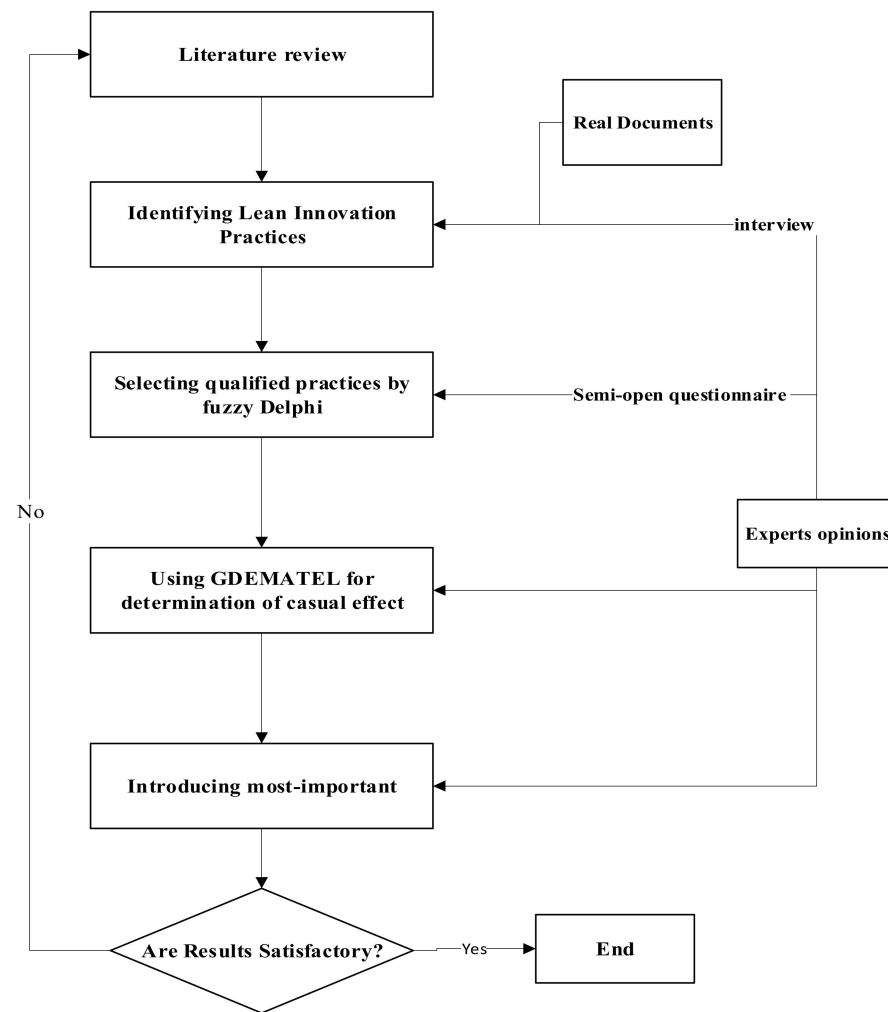 Literature review
Real Documents
Identifying Lean Innovation
Practices
interview
Selecting qualified practices by
fuzzy Delphi
Semi-open questionnaire
No
Experts opinions
Using GDEMATEL for
determination of casual effect
Introducing most-important
Are Results Satisfactory?
Yes
End